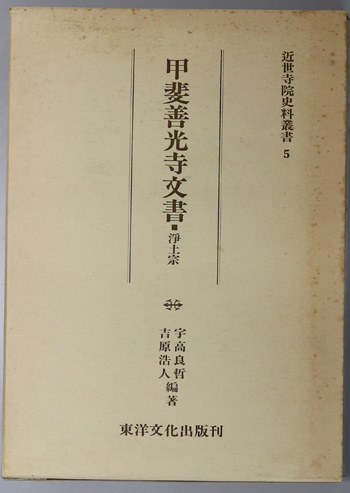 近世寺院史料叢書 5
甲斐善光寺文書■浄土宗
宇高良哲
吉原浩人
編著
東洋文化出版刊